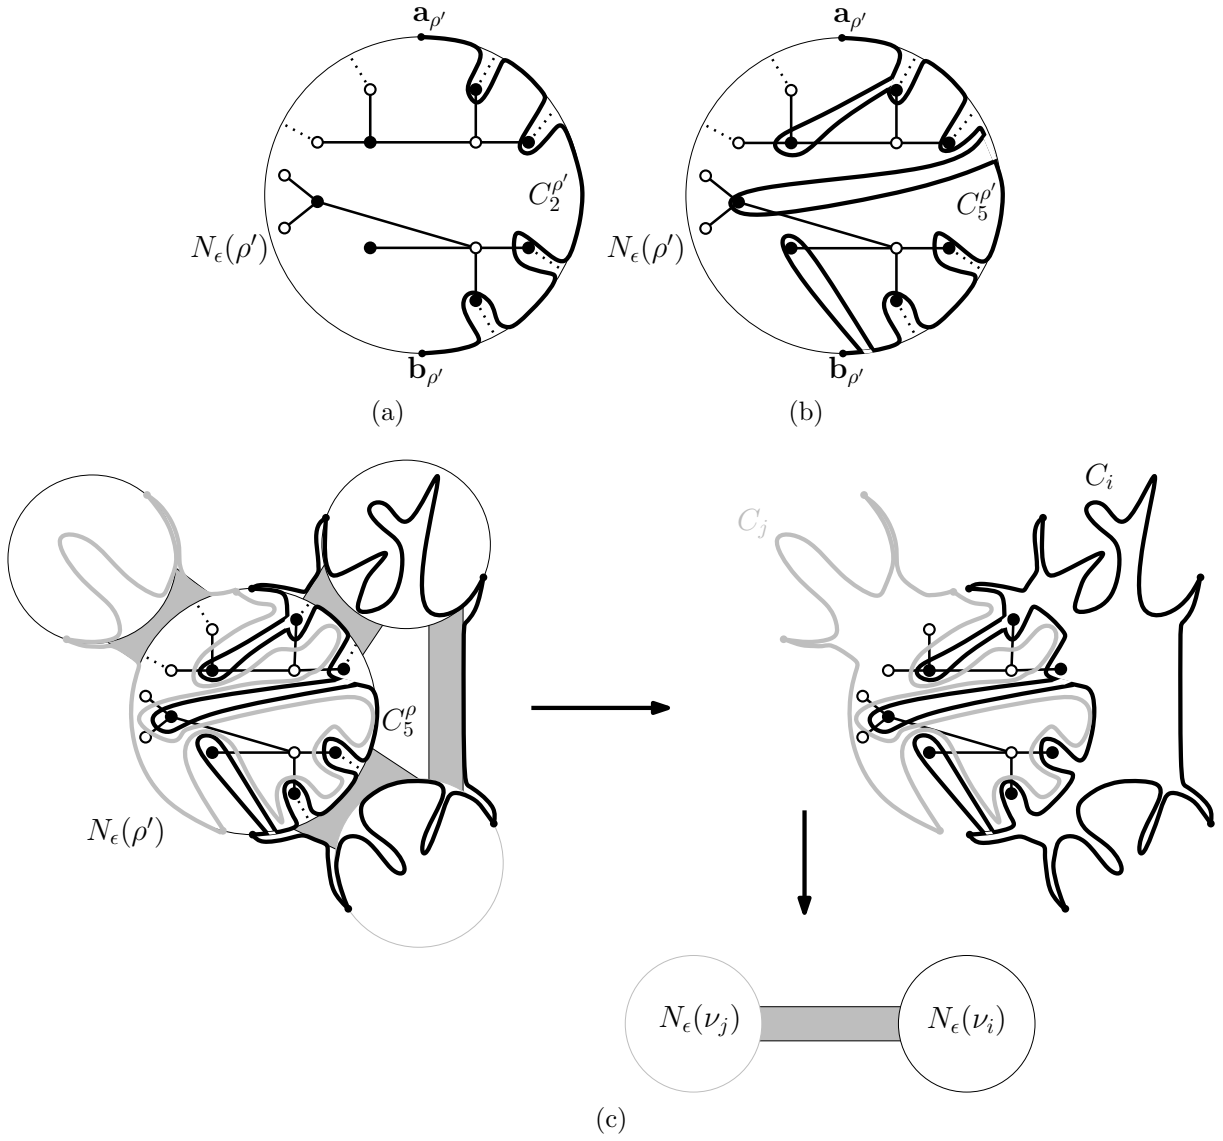 a_{ρ′} a_{ρ′}
C_2^{ρ′} C_5^{ρ′}
N_ϵ(ρ′) N_ϵ(ρ′)
b_{ρ′} b_{ρ′}
(a) (b)
C_i
C_j
C_5^ρ
N_ϵ(ρ′)
N_ϵ(ν_j) N_ϵ(ν_i)
(c)